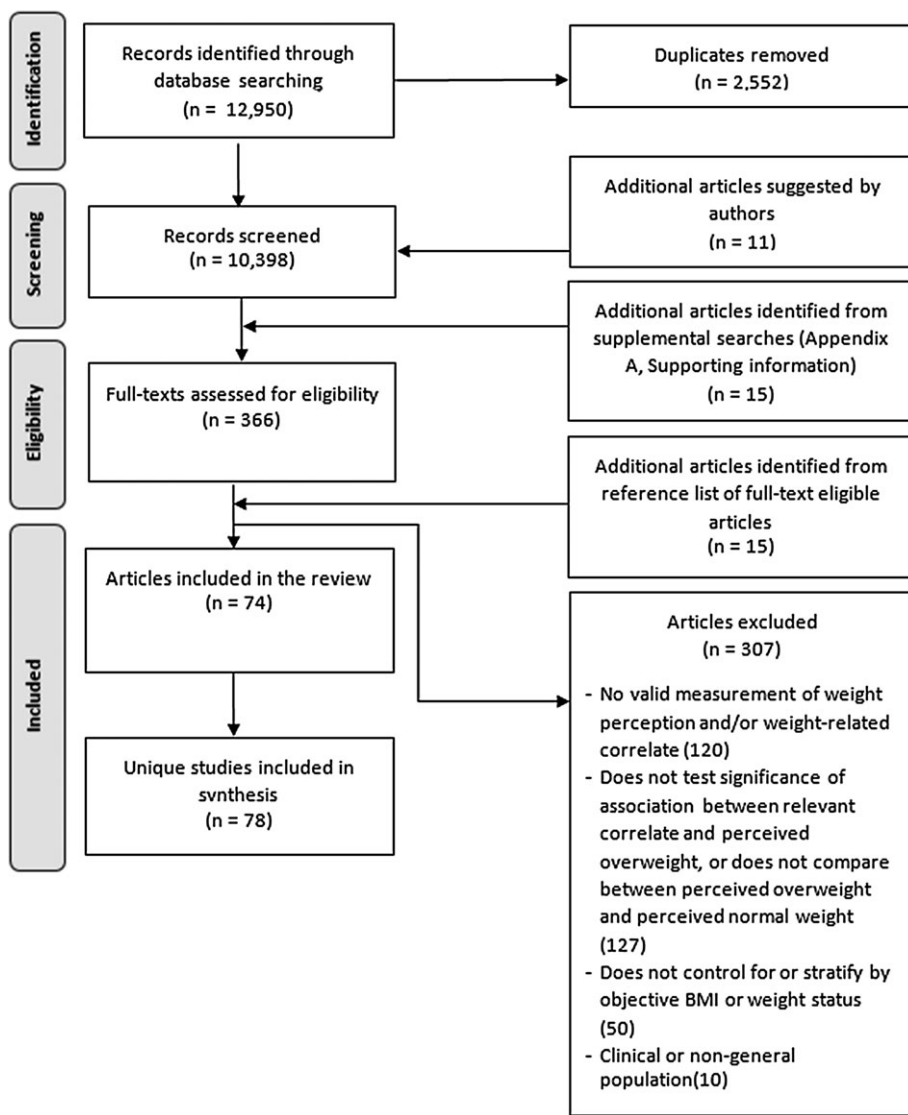 Identification
Records identified through
database searching
(n = 12,950)
Duplicates removed
(n = 2,552)
Screening
Records screened
(n = 10,398)
Additional articles suggested by
authors
(n = 11)
Additional articles identified from
supplemental searches (Appendix
A, Supporting information)
(n = 15)
Eligibility
Full-texts assessed for eligibility
(n = 366)
Additional articles identified from
reference list of full-text eligible
articles
(n = 15)
Included
Articles included in the review
(n = 74)
Unique studies included in
synthesis
(n = 78)
Articles excluded
(n = 307)
- No valid measurement of weight
perception and/or weight-related
correlate (120)
- Does not test significance of
association between relevant
correlate and perceived
overweight, or does not compare
between perceived overweight
and perceived normal weight
(127)
- Does not control for or stratify by
objective BMI or weight status
(50)
- Clinical or non-general
population(10)